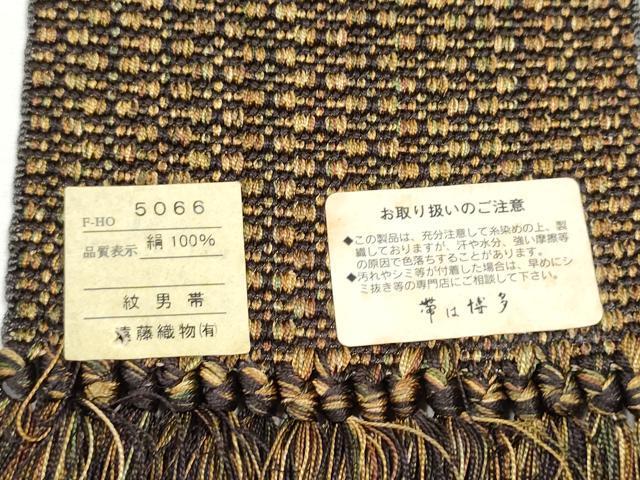 F-HO 5066
品質表示 絹100%
紋男帯
遠藤織物(有)
お取り扱いのご注意
◆この製品は、充分注意して糸染めの上、製
織しておりますが、汗や水分、強い摩擦等
の原因で色落ちすることがあります。
◆汚れやシミ等が付着した場合は、早めにシ
ミ抜き等の専門店にご相談して下さい。
帯は博多